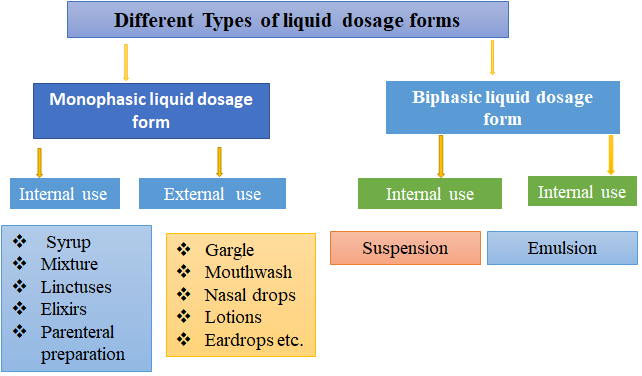 Different Types of liquid dosage forms
Monophasic liquid dosage
form
Biphasic liquid dosage
form
Internal use
External use
Internal use
Internal use
❖ Syrup
❖ Mixture
❖ Linctuses
❖ Elixirs
❖ Parenteral
preparation
❖ Gargle
❖ Mouthwash
❖ Nasal drops
❖ Lotions
❖ Eardrops etc.
Suspension
Emulsion